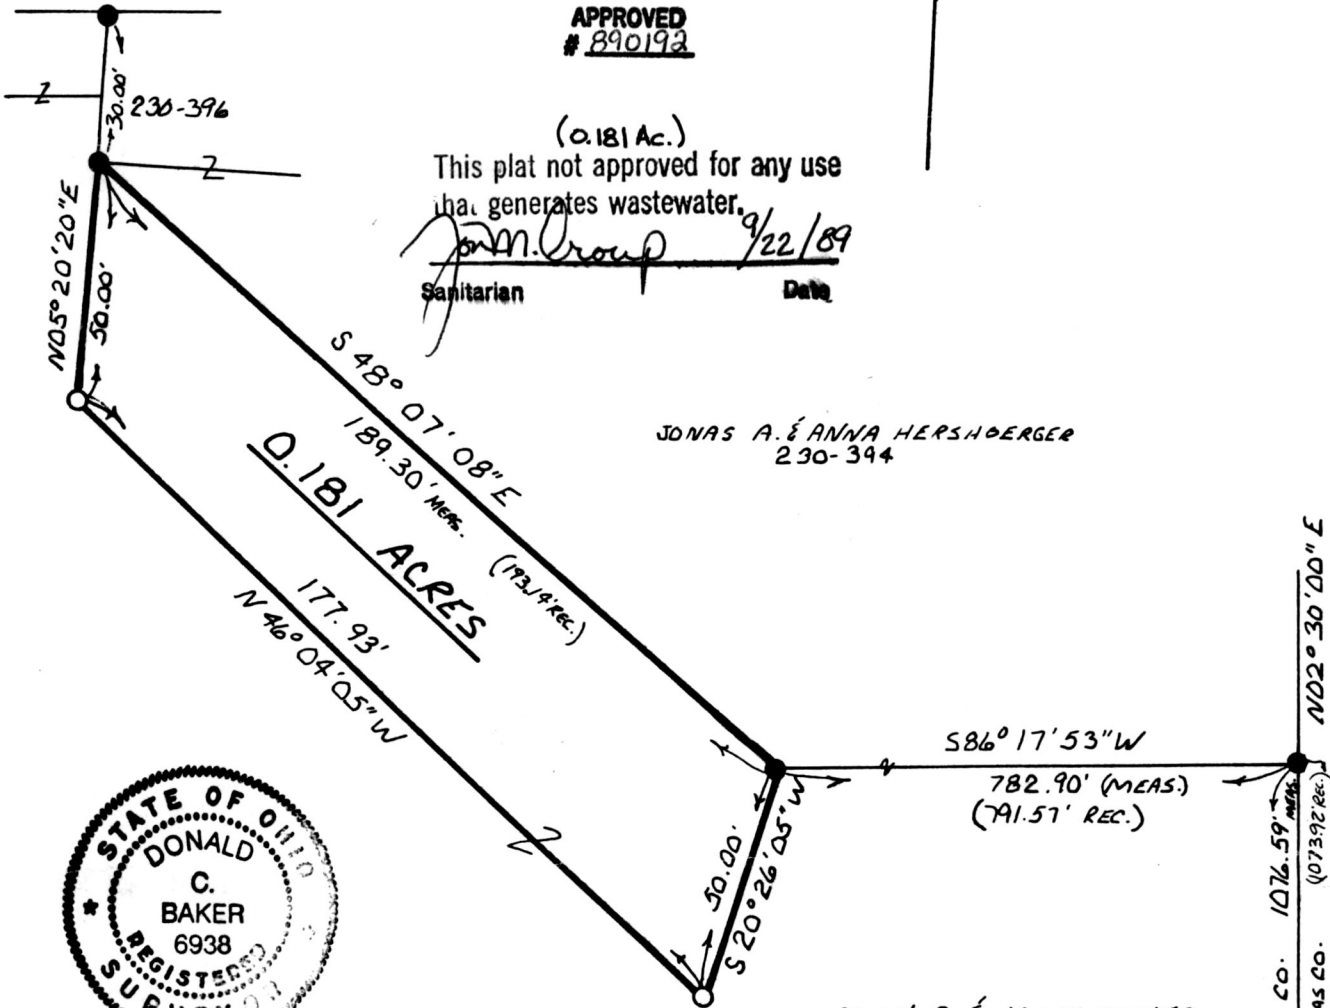 APPROVED
# 890192
30.00'
230-396
(0.181 Ac.)
This plat not approved for any use
that generates wastewater.
Jon M. Croup 9/22/89
Sanitarian Date
N05°20'20"E
50.00'
S 48° 07' 08"E
189.30' MEAS.
(193.14' REC.)
0.181 ACRES
177.93'
N 46° 04' 05" W
JONAS A. & ANNA HERSHBERGER
230-394
N02° 30' 00" E
S86° 17' 53" W
782.90' (MEAS.)
(791.57' REC.)
1076.59' MEAS.
(1073.92' REC.)
50.00'
S 20° 26' 05" W
STATE OF OHIO
DONALD
C.
BAKER
6938
REGISTERED
CO.
CO.